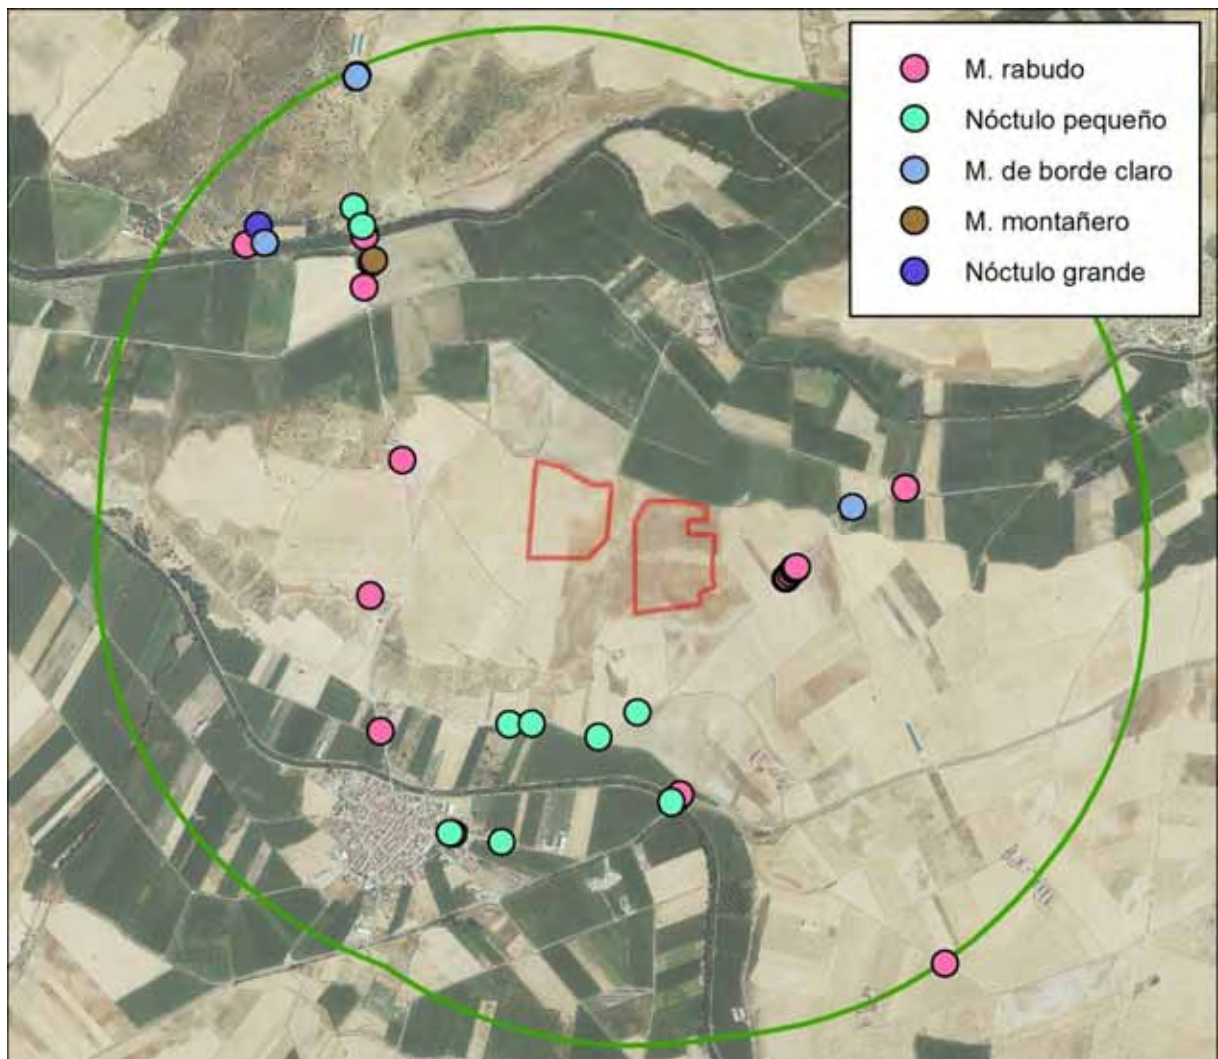 M. rabudo
Nóctulo pequeño
M. de borde claro
M. montañero
Nóctulo grande